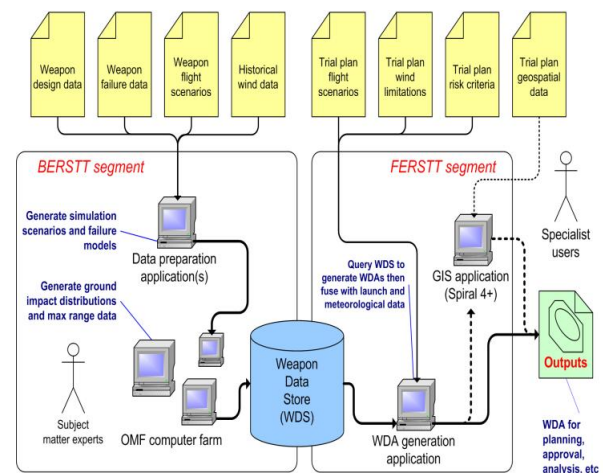 Weapon
design data
Weapon
failure data
Weapon
flight
scenarios
Historical
wind data
Trial plan
flight
scenarios
Trial plan
wind
limitations
Trial plan
risk criteria
Trial plan
geospatial
data
BERSTT segment
FERSTT segment
Generate simulation
scenarios and failure
models
Data preparation
application(s)
Generate ground
impact distributions
and max range data
Subject
matter experts
OMF computer farm
Weapon
Data
Store
(WDS)
Query WDS to
generate WDAs then
fuse with launch and
meteorological data
GIS application
(Spiral 4+)
Specialist
users
WDA generation
application
Outputs
WDA for
planning,
approval,
analysis, etc